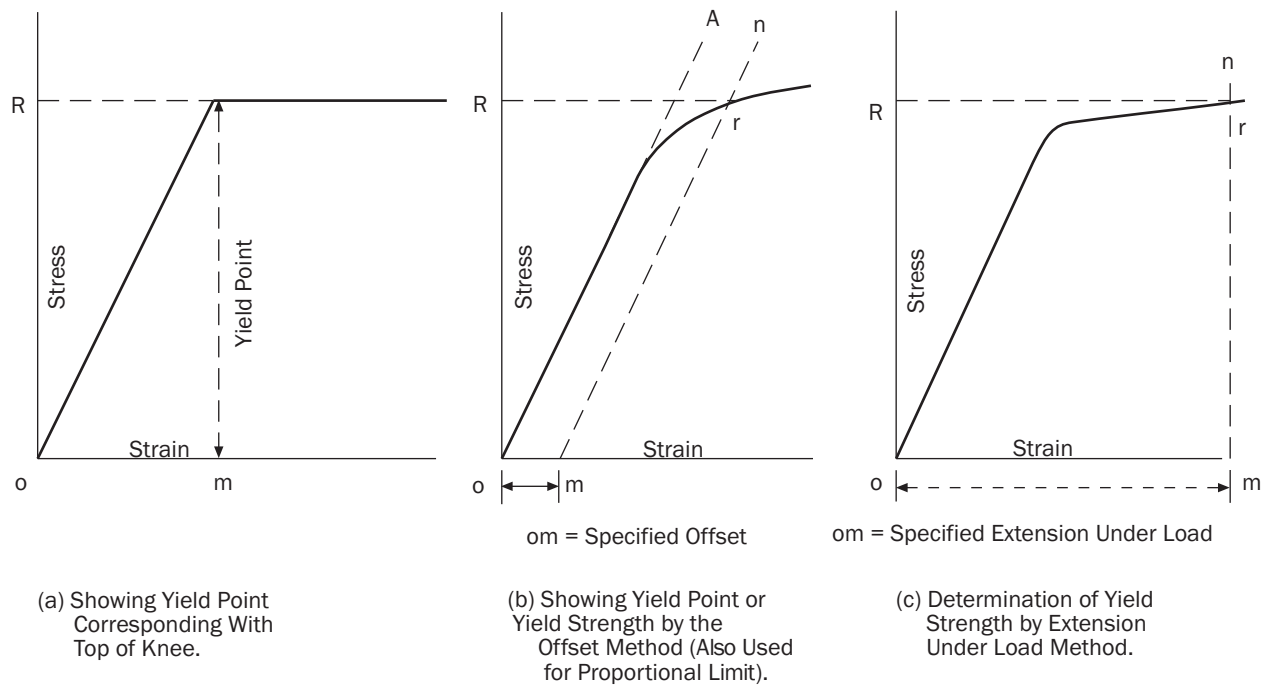 R
Stress
Yield Point
Strain
o
m
A
n
R
r
Stress
Strain
o
m
om = Specified Offset
n
R
r
Stress
Strain
o
m
om = Specified Extension Under Load
(a) Showing Yield Point
Corresponding With
Top of Knee.
(b) Showing Yield Point or
Yield Strength by the
Offset Method (Also Used
for Proportional Limit).
(c) Determination of Yield
Strength by Extension
Under Load Method.